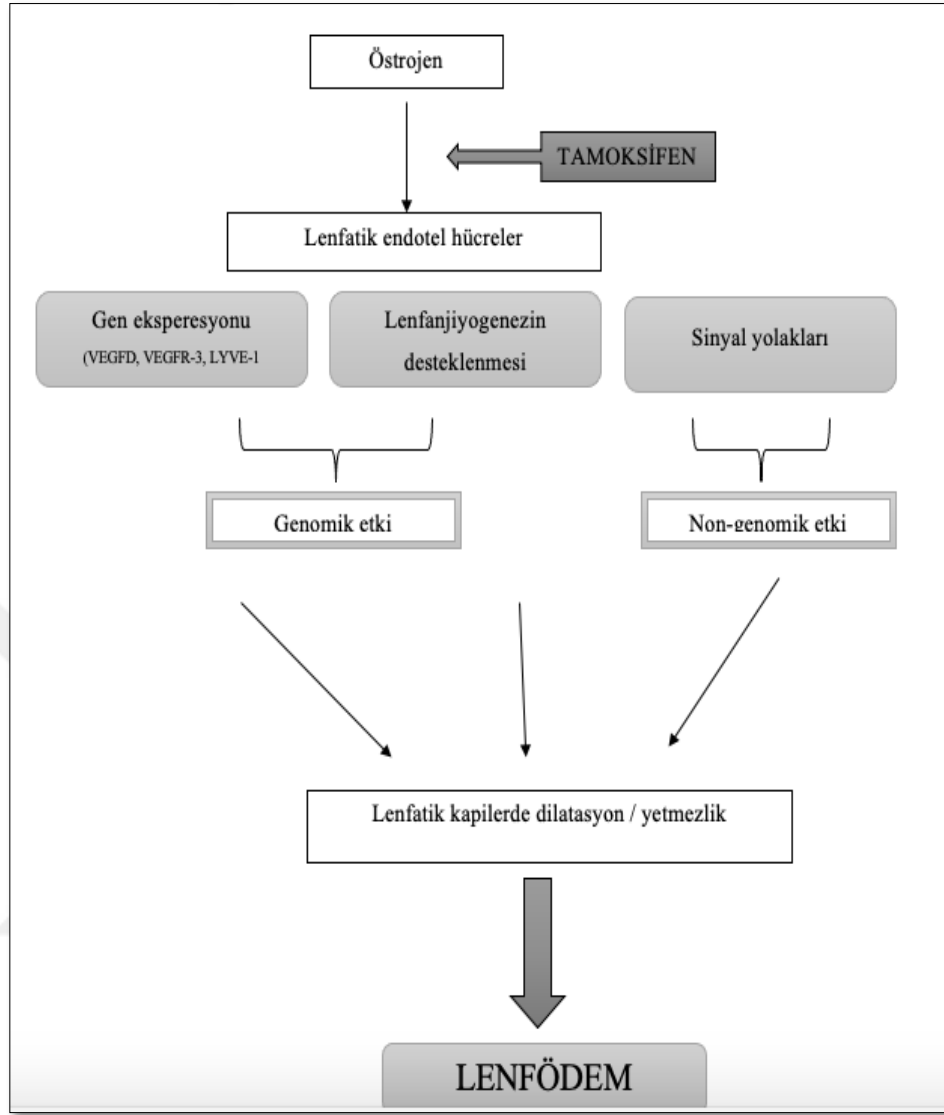 Östrojen
TAMOKSİFEN
Lenfatik endotel hücreler
Gen eksperesyonu
(VEGFD, VEGFR-3, LYVE-1
Lenfanjiyogenezin
desteklenmesi
Sinyal yolakları
Genomik etki
Non-genomik etki
Lenfatik kapilerde dilatasyon / yetmezlik
LENFÖDEM